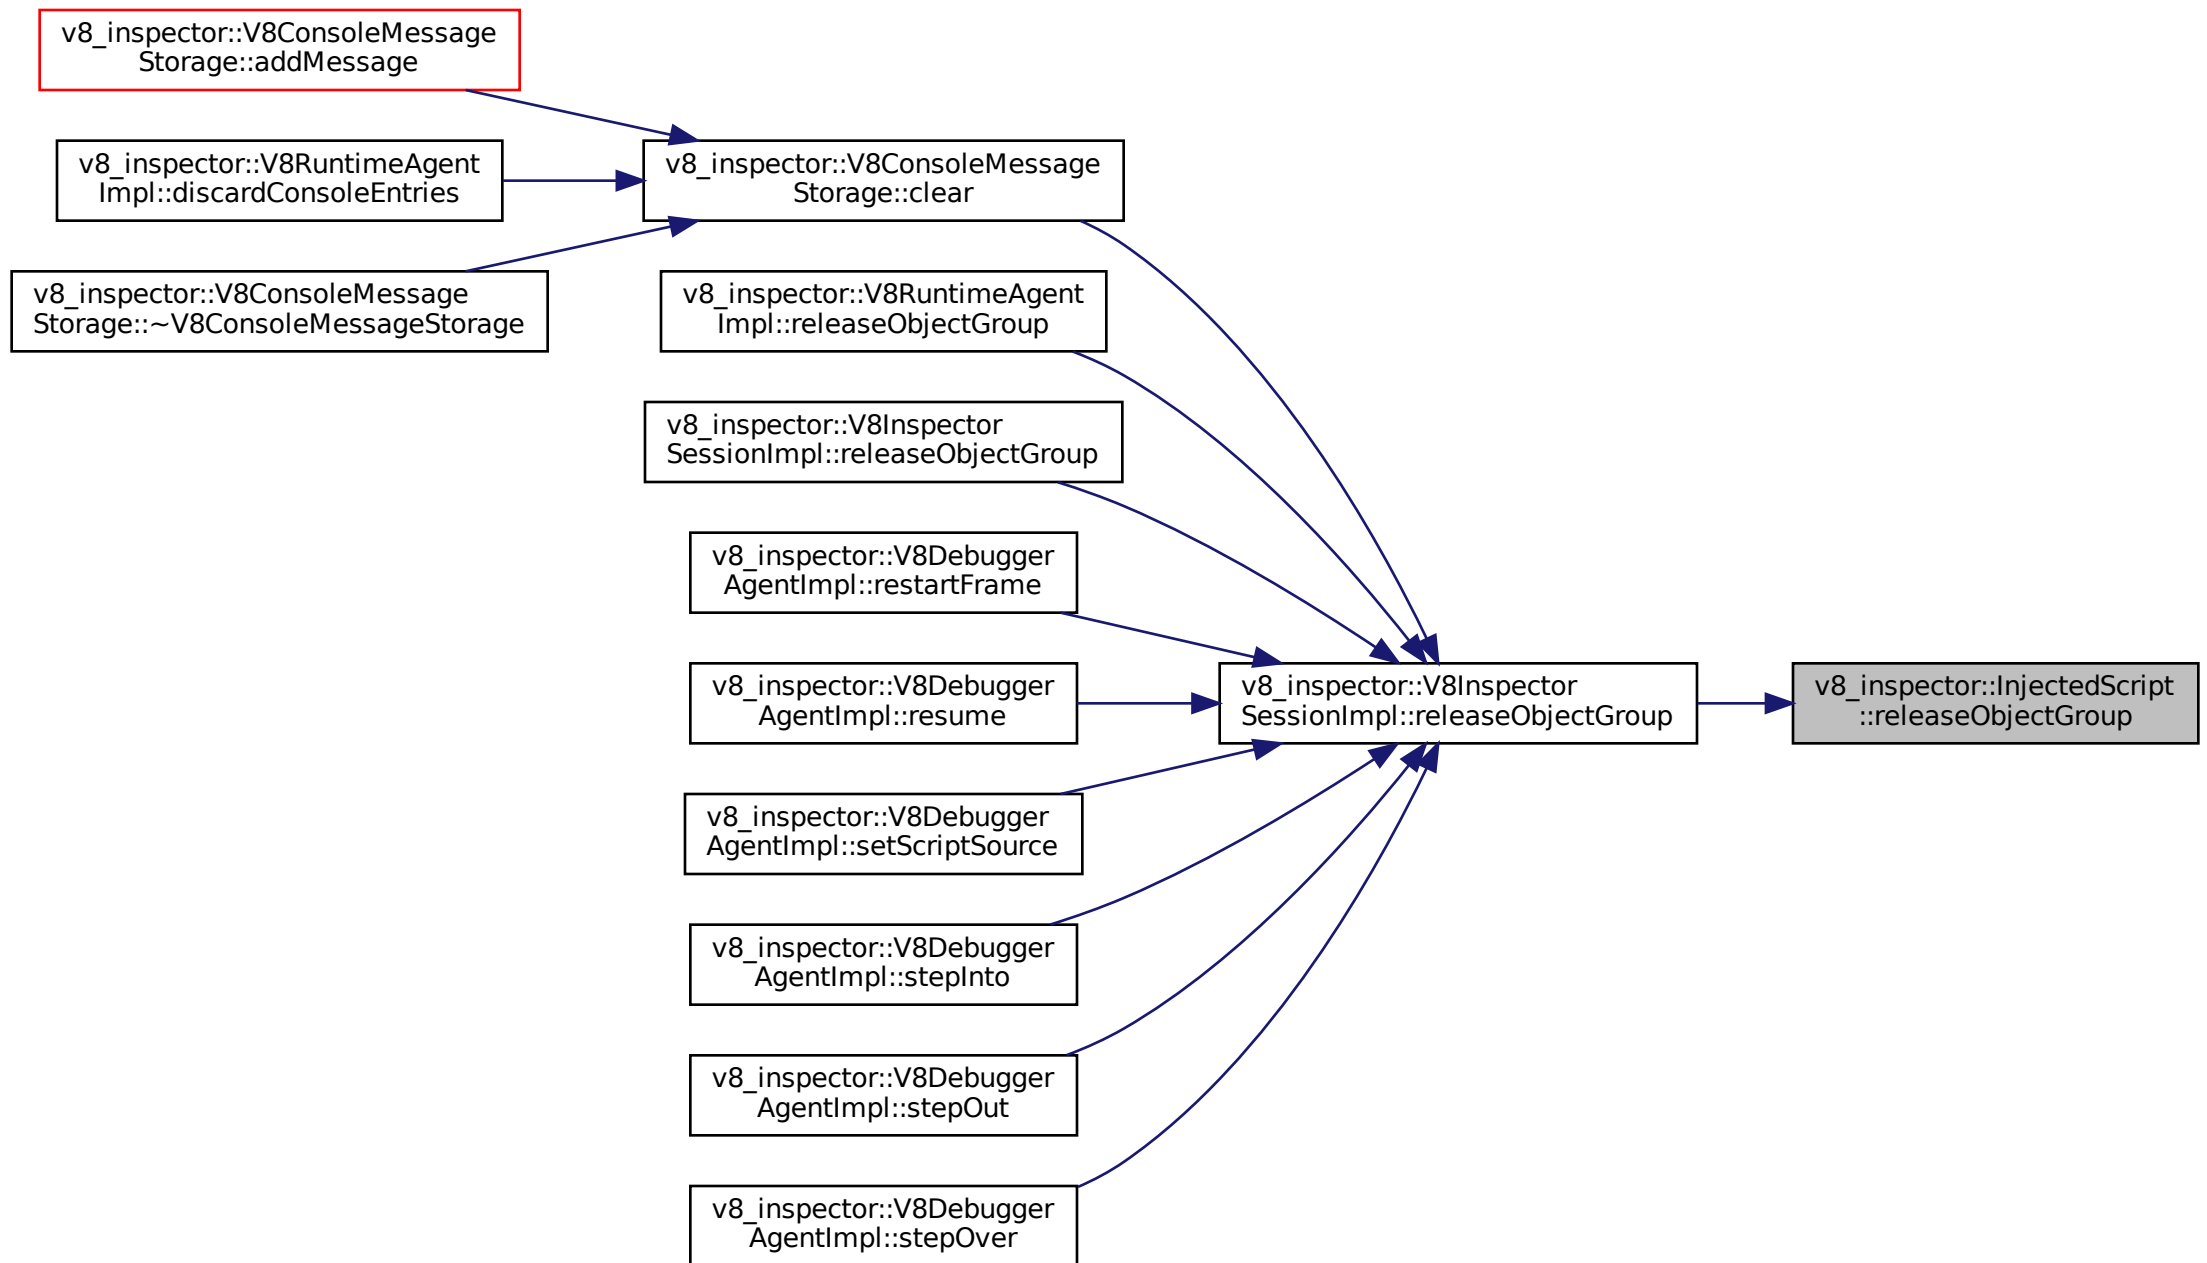 v8_inspector::V8ConsoleMessage
Storage::addMessage
v8_inspector::V8RuntimeAgent
Impl::discardConsoleEntries
v8_inspector::V8ConsoleMessage
Storage::~V8ConsoleMessageStorage
v8_inspector::V8ConsoleMessage
Storage::clear
v8_inspector::V8RuntimeAgent
Impl::releaseObjectGroup
v8_inspector::V8Inspector
SessionImpl::releaseObjectGroup
v8_inspector::V8Debugger
AgentImpl::restartFrame
v8_inspector::V8Debugger
AgentImpl::resume
v8_inspector::V8Debugger
AgentImpl::setScriptSource
v8_inspector::V8Debugger
AgentImpl::stepInto
v8_inspector::V8Debugger
AgentImpl::stepOut
v8_inspector::V8Debugger
AgentImpl::stepOver
v8_inspector::V8Inspector
SessionImpl::releaseObjectGroup
v8_inspector::InjectedScript
::releaseObjectGroup